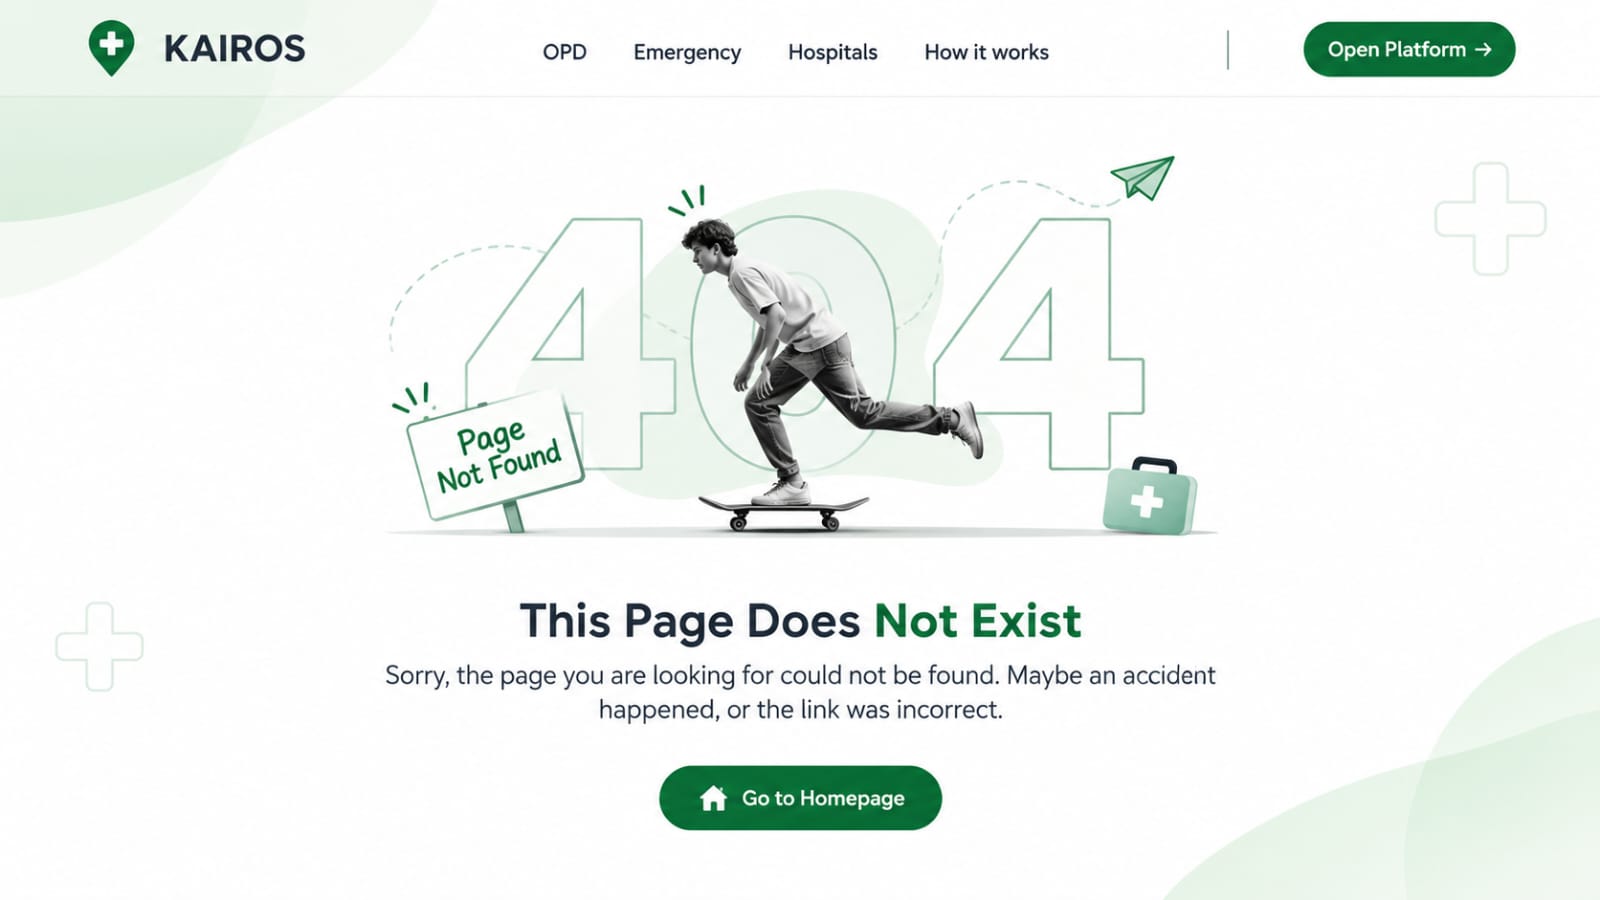 KAIROS
OPD
Emergency
Hospitals
How it works
Open Platform →
404
Page
Not Found
This Page Does Not Exist
Sorry, the page you are looking for could not be found. Maybe an accident
happened, or the link was incorrect.
Go to Homepage